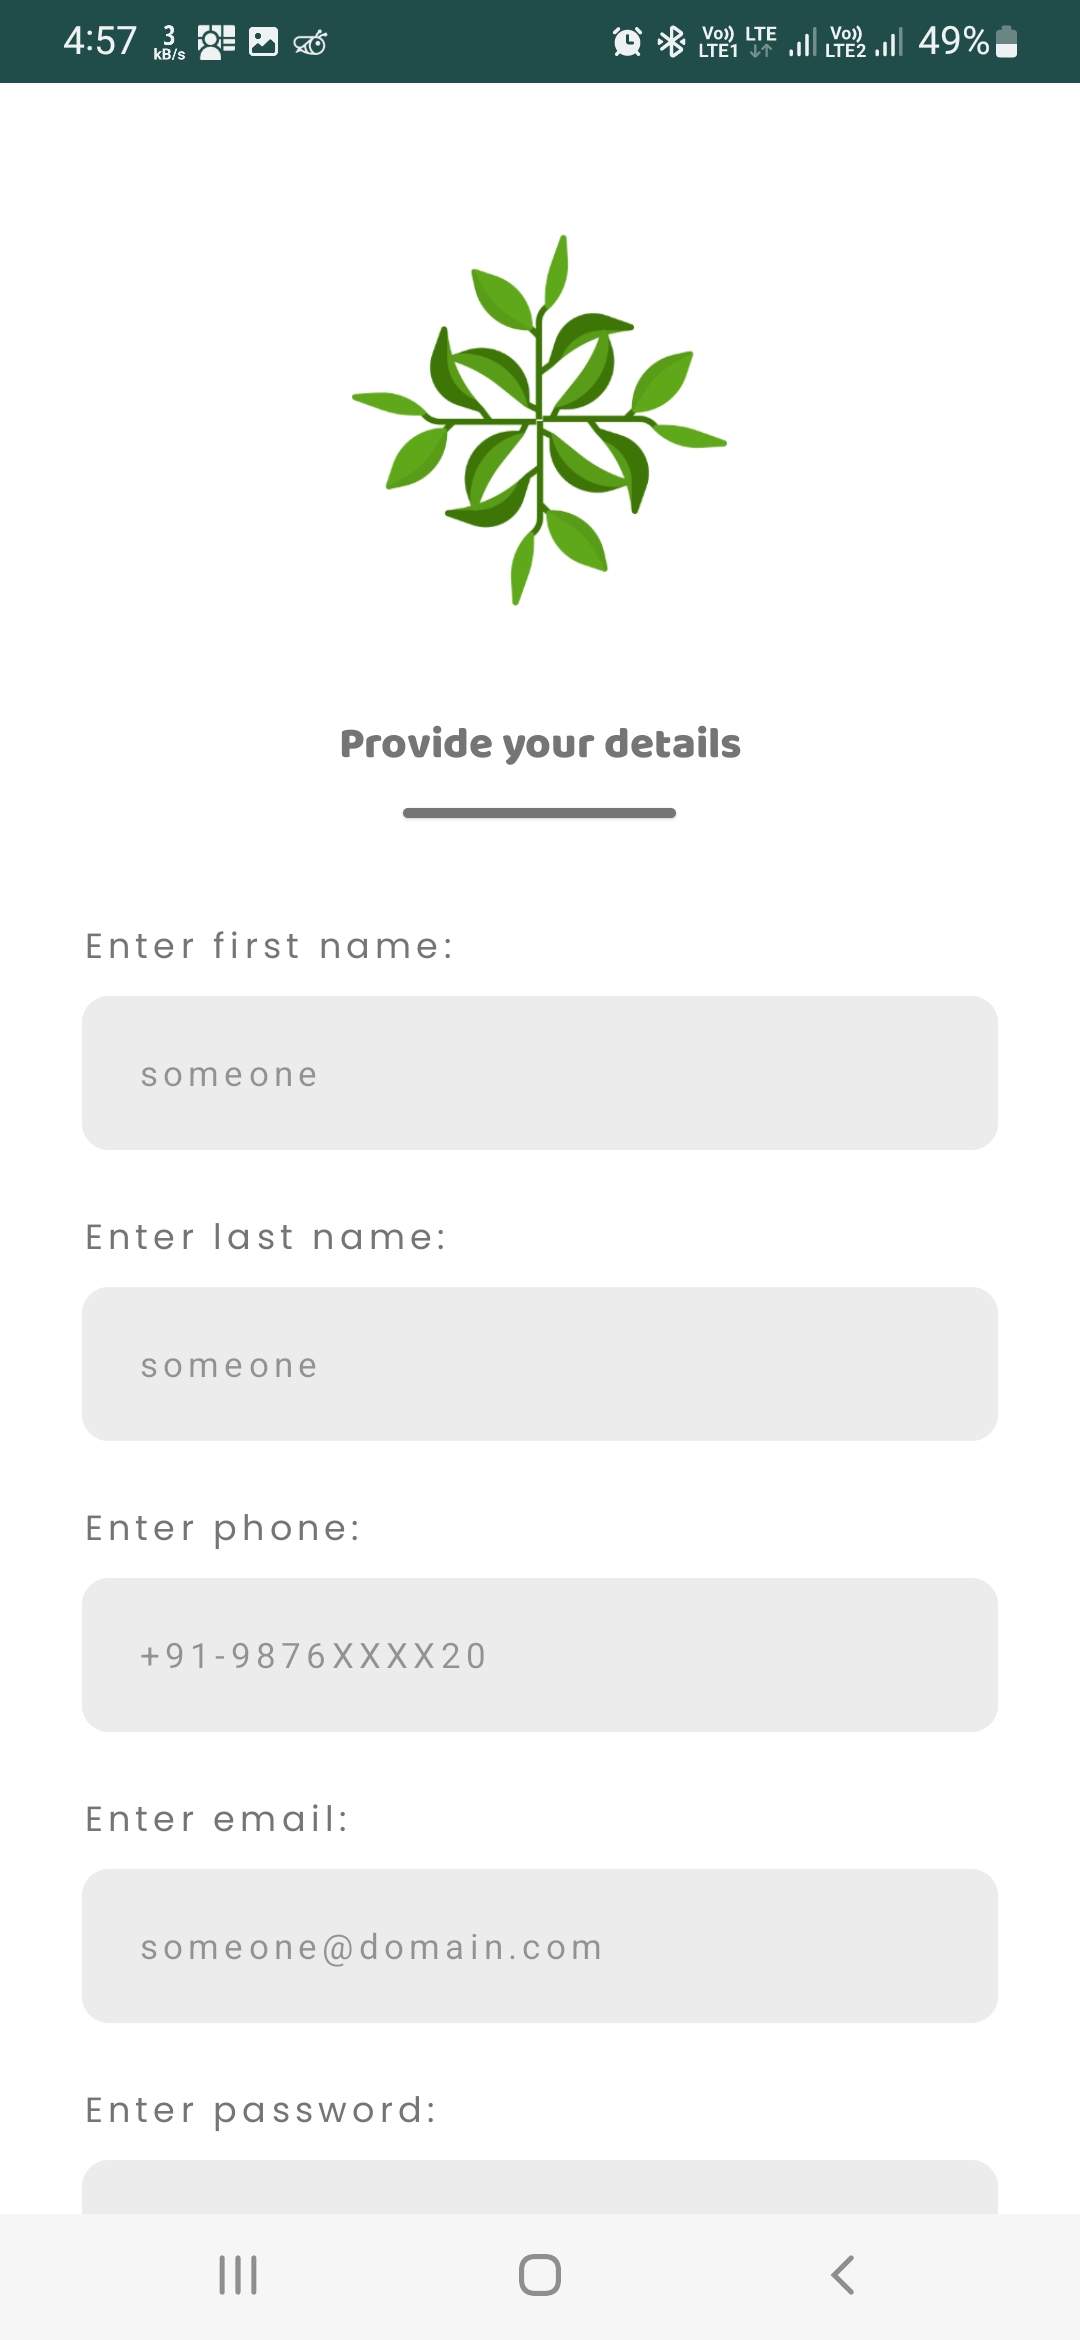 4:57 3 kB/s Vo)) LTE1 LTE Vo)) LTE2 49%
Provide your details
Enter first name:
someone
Enter last name:
someone
Enter phone:
+91-9876XXXX20
Enter email:
someone@domain.com
Enter password: